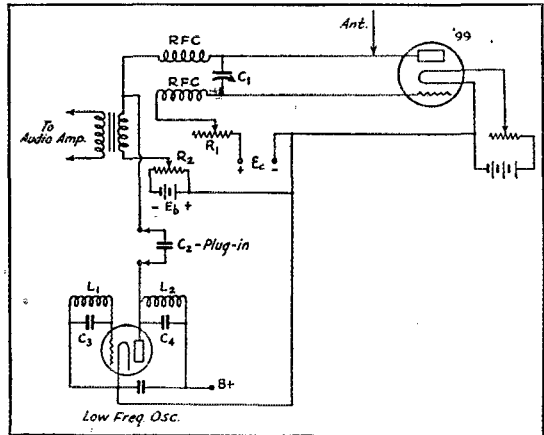 RFC
Ant.
'99
C1
RFC
To
Audio Amp.
R1
+ Ec -
R2
- Eb +
C2-Plug-in
L1
L2
C3
C4
B+
Low Freq. Osc.